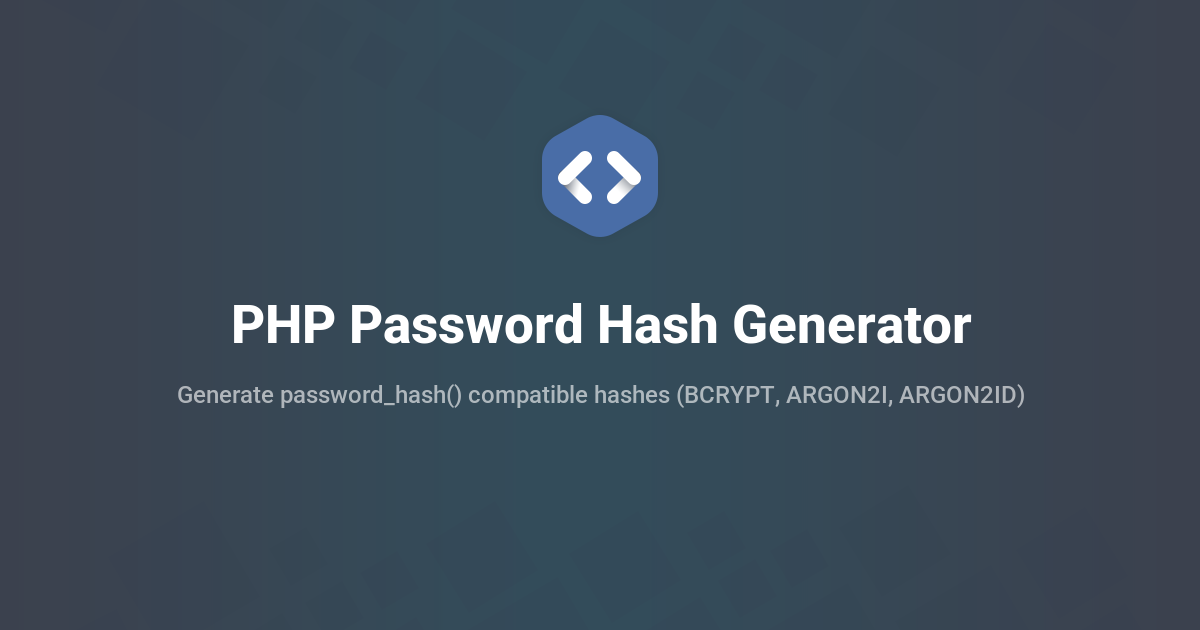 PHP Password Hash Generator
Generate password_hash() compatible hashes (BCRYPT, ARGON2I, ARGON2ID)